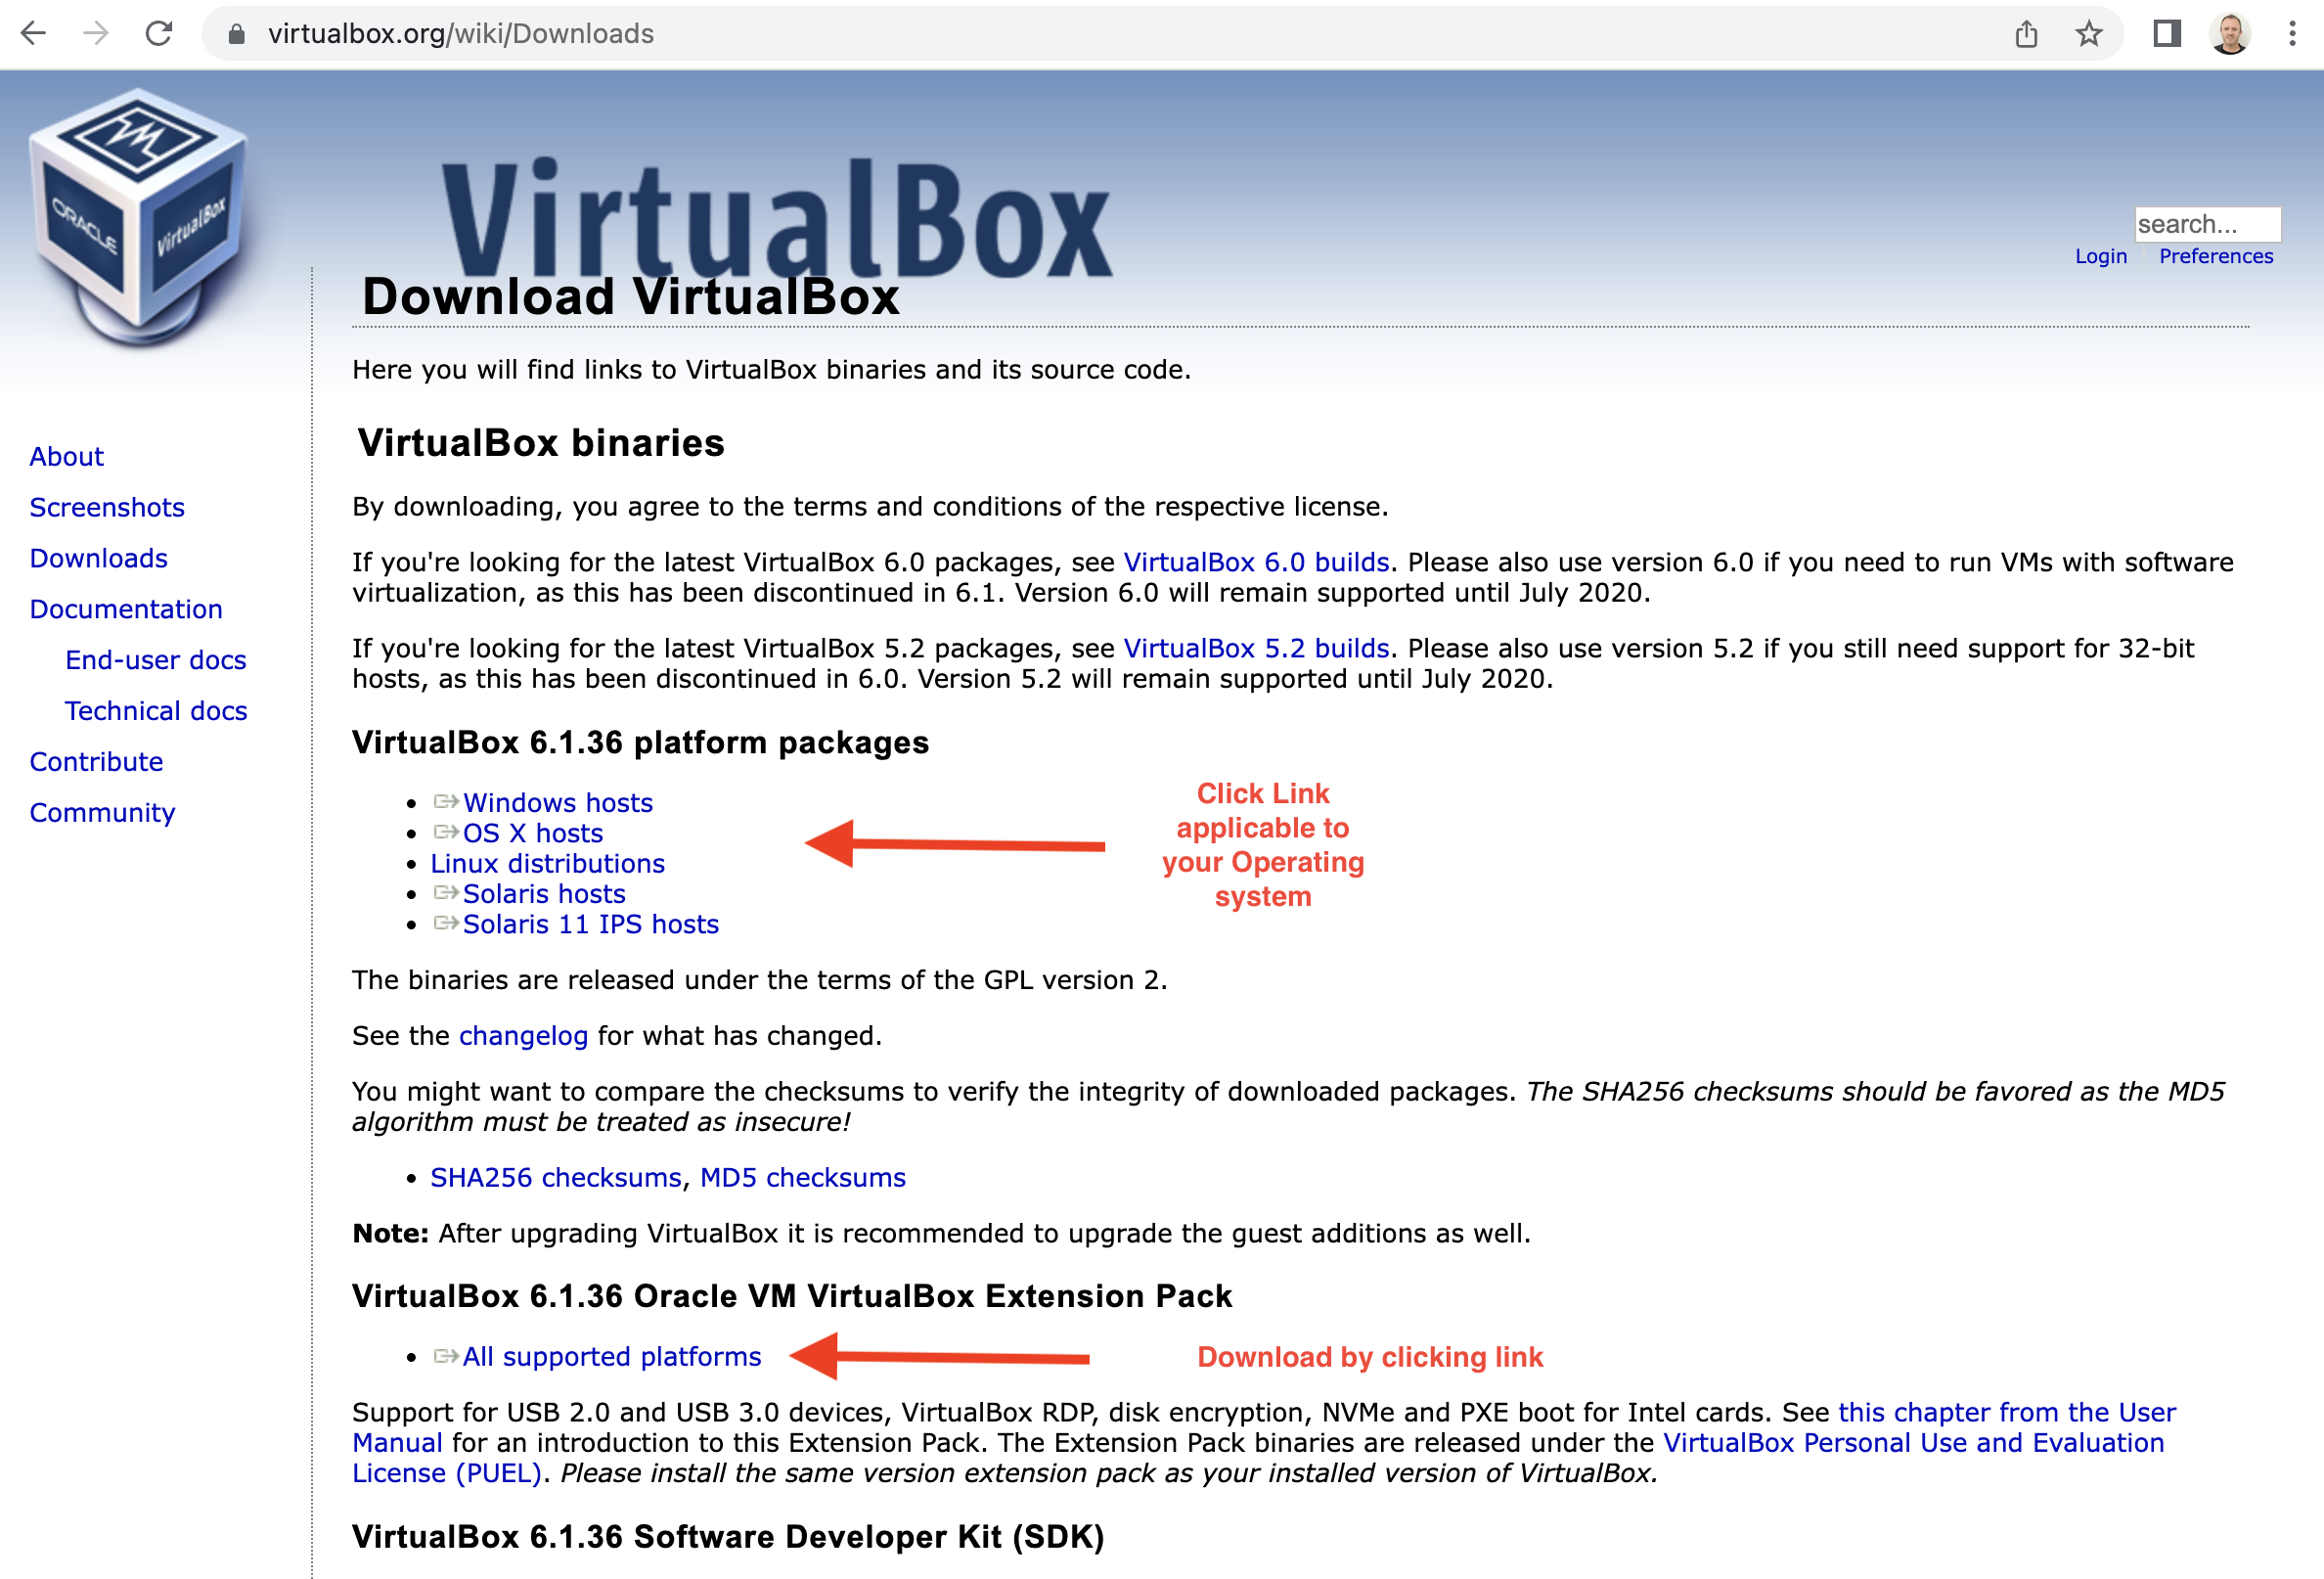 virtualbox.org/wiki/Downloads
ORACLE
VirtualBox
VirtualBox
search...
Login
Preferences
Download VirtualBox
Here you will find links to VirtualBox binaries and its source code.
About
Screenshots
Downloads
Documentation
End-user docs
Technical docs
Contribute
Community
VirtualBox binaries
By downloading, you agree to the terms and conditions of the respective license.
If you're looking for the latest VirtualBox 6.0 packages, see VirtualBox 6.0 builds. Please also use version 6.0 if you need to run VMs with software
virtualization, as this has been discontinued in 6.1. Version 6.0 will remain supported until July 2020.
If you're looking for the latest VirtualBox 5.2 packages, see VirtualBox 5.2 builds. Please also use version 5.2 if you still need support for 32-bit
hosts, as this has been discontinued in 6.0. Version 5.2 will remain supported until July 2020.
VirtualBox 6.1.36 platform packages
• Windows hosts
• OS X hosts
• Linux distributions
• Solaris hosts
• Solaris 11 IPS hosts
Click Link
applicable to
your Operating
system
The binaries are released under the terms of the GPL version 2.
See the changelog for what has changed.
You might want to compare the checksums to verify the integrity of downloaded packages. The SHA256 checksums should be favored as the MD5
algorithm must be treated as insecure!
• SHA256 checksums, MD5 checksums
Note: After upgrading VirtualBox it is recommended to upgrade the guest additions as well.
VirtualBox 6.1.36 Oracle VM VirtualBox Extension Pack
• All supported platforms
Download by clicking link
Support for USB 2.0 and USB 3.0 devices, VirtualBox RDP, disk encryption, NVMe and PXE boot for Intel cards. See this chapter from the User
Manual for an introduction to this Extension Pack. The Extension Pack binaries are released under the VirtualBox Personal Use and Evaluation
License (PUEL). Please install the same version extension pack as your installed version of VirtualBox.
VirtualBox 6.1.36 Software Developer Kit (SDK)